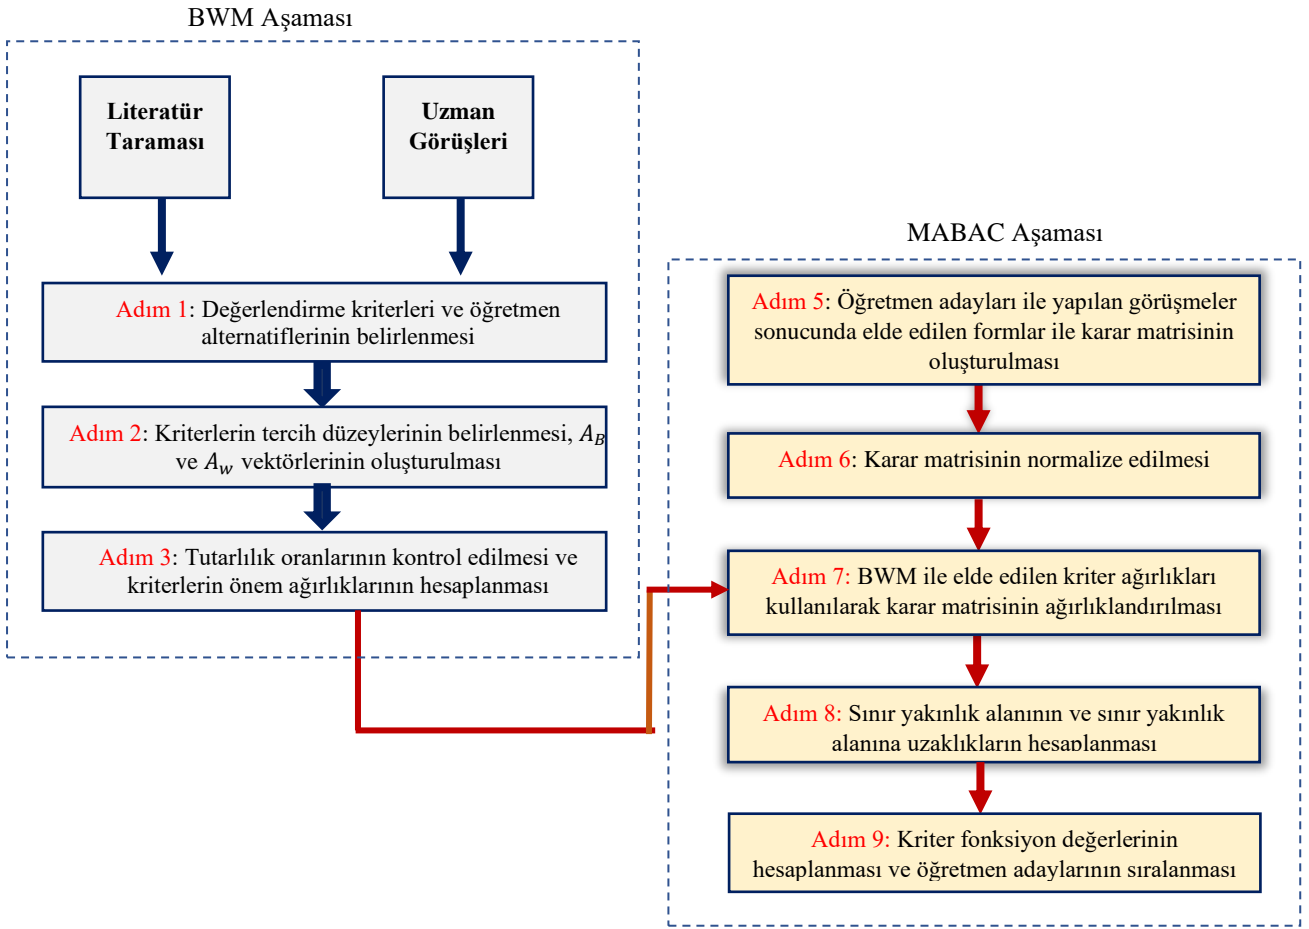 BWM Aşaması
Literatür
Taraması
Uzman
Görüşleri
Adım 1: Değerlendirme kriterleri ve öğretmen
alternatiflerinin belirlenmesi
Adım 2: Kriterlerin tercih düzeylerinin belirlenmesi, A_B
ve A_w vektörlerinin oluşturulması
Adım 3: Tutarlılık oranlarının kontrol edilmesi ve
kriterlerin önem ağırlıklarının hesaplanması
MABAC Aşaması
Adım 5: Öğretmen adayları ile yapılan görüşmeler
sonucunda elde edilen formlar ile karar matrisinin
oluşturulması
Adım 6: Karar matrisinin normalize edilmesi
Adım 7: BWM ile elde edilen kriter ağırlıkları
kullanılarak karar matrisinin ağırlıklandırılması
Adım 8: Sınır yakınlık alanının ve sınır yakınlık
alanına uzaklıkların hesaplanması
Adım 9: Kriter fonksiyon değerlerinin
hesaplanması ve öğretmen adaylarının sıralanması